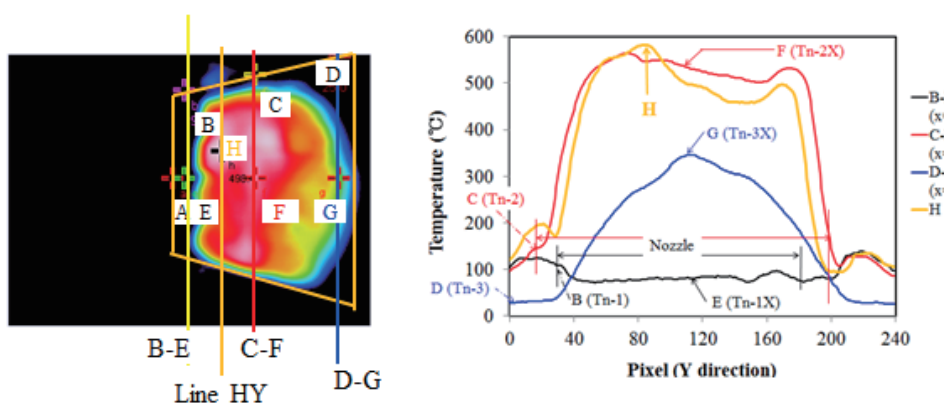 D
C
B
H
h
498
A
E
F
G
g
B-E
C-F
D-G
Line HY
600
500
400
300
200
100
0
Temperature (℃)
F (Tn-2X)
H
G (Tn-3X)
C (Tn-2)
Nozzle
D (Tn-3)
B (Tn-1)
E (Tn-1X)
0 40 80 120 160 200 240
Pixel (Y direction)
B-
(x=
C-
(x=
D-
(x=
H